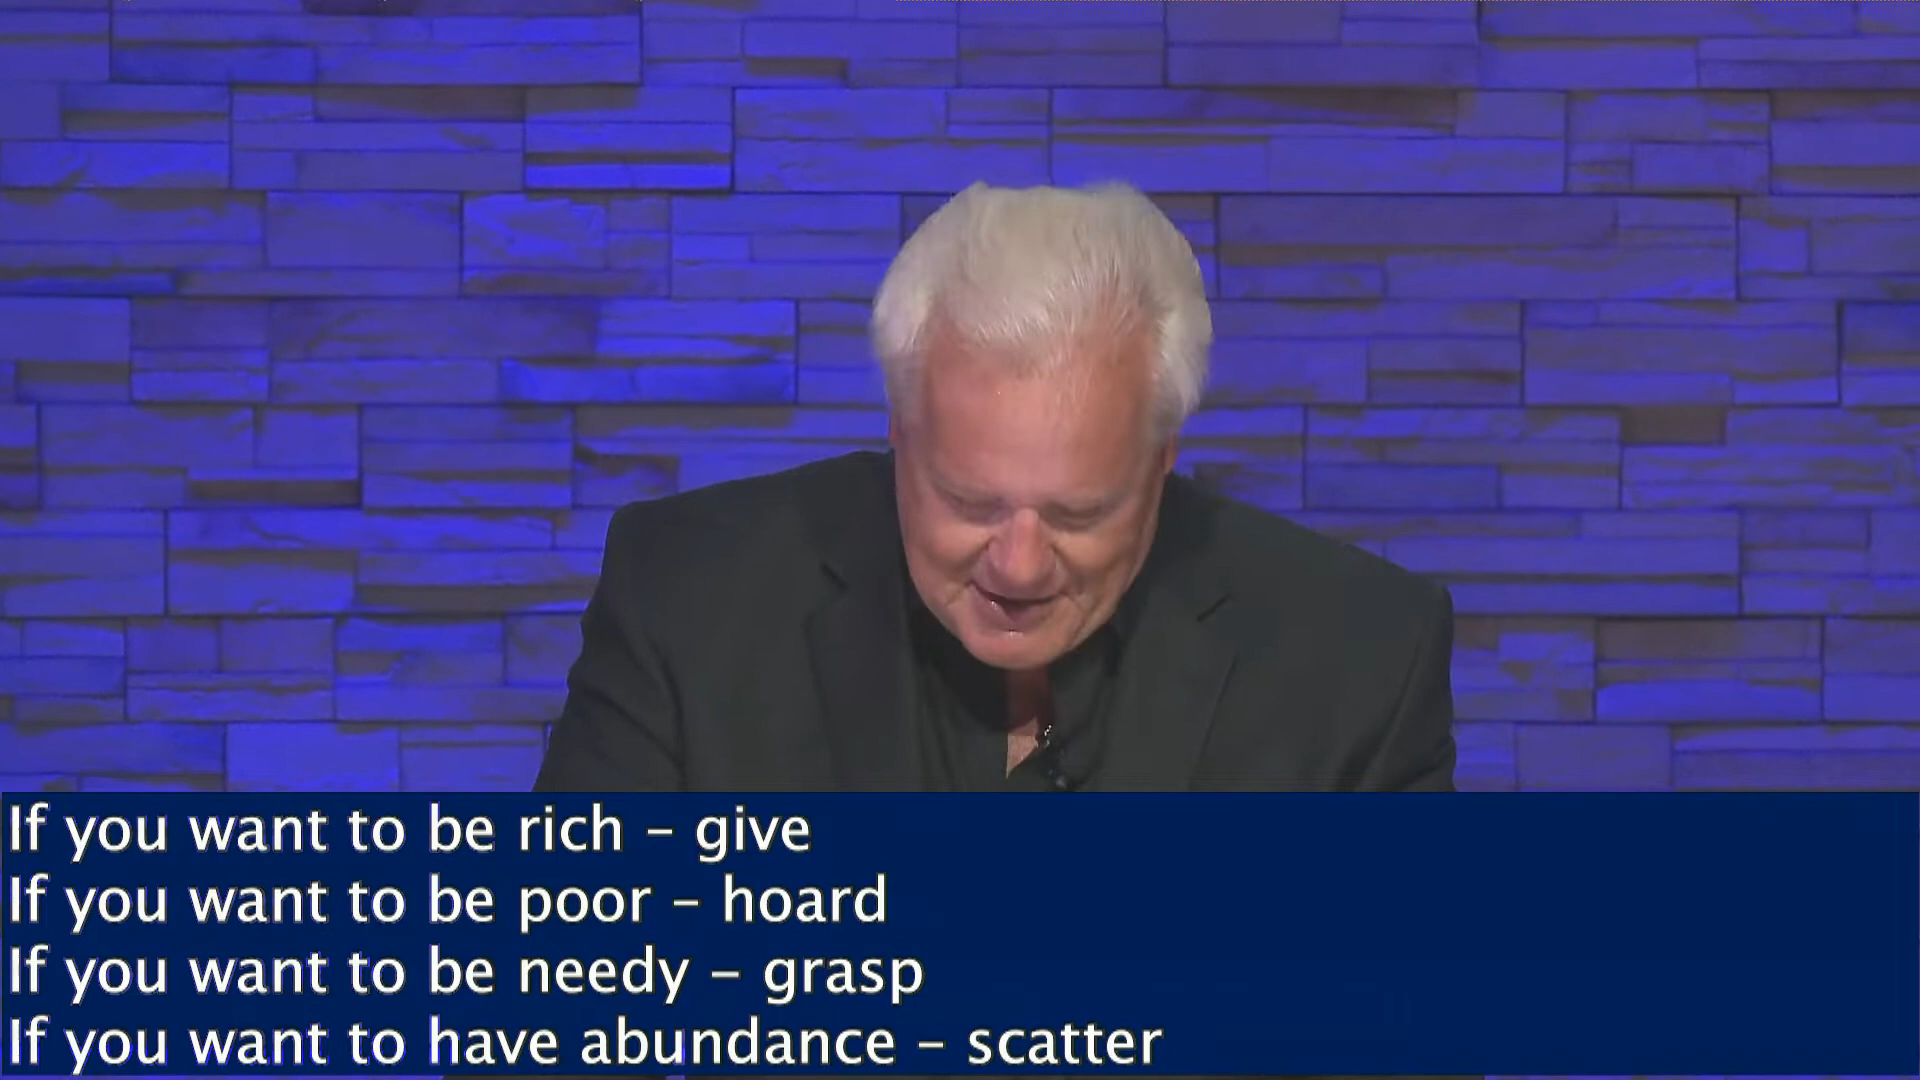 If you want to be rich – give
If you want to be poor – hoard
If you want to be needy – grasp
If you want to have abundance – scatter